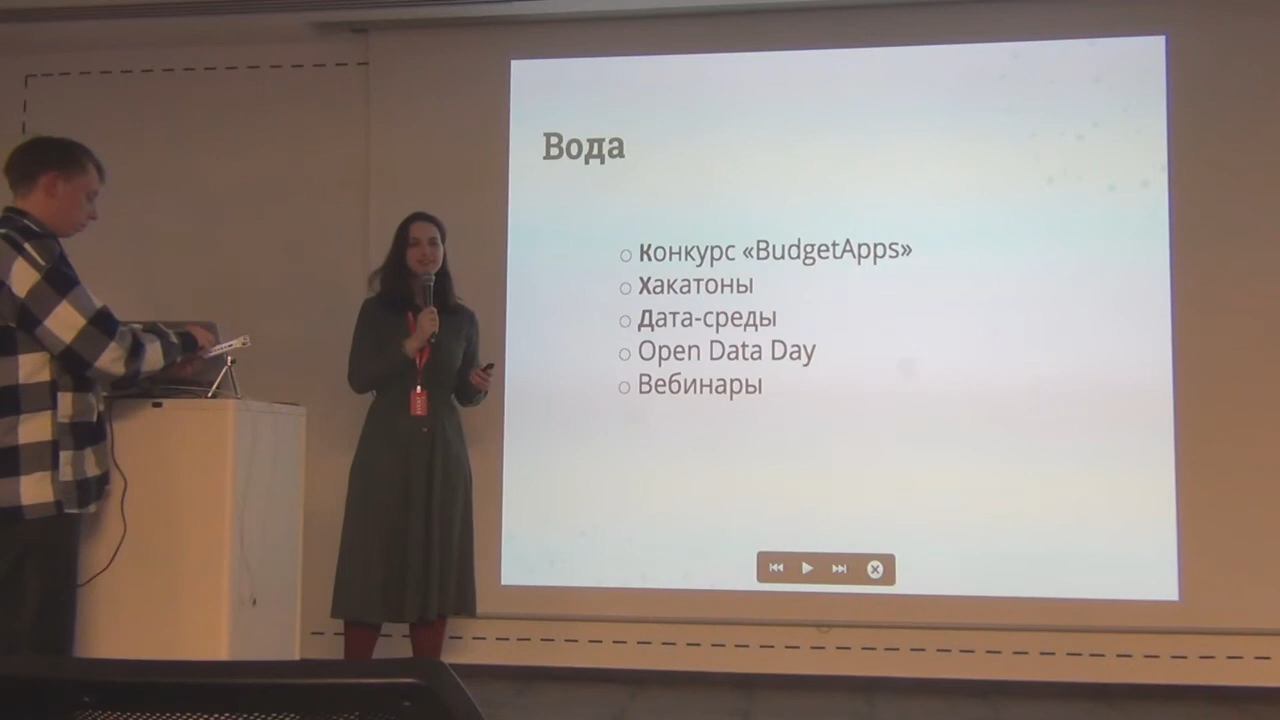 Вода
Конкурс «BudgetApps»
Хакатоны
Дата-среды
Open Data Day
Вебинары